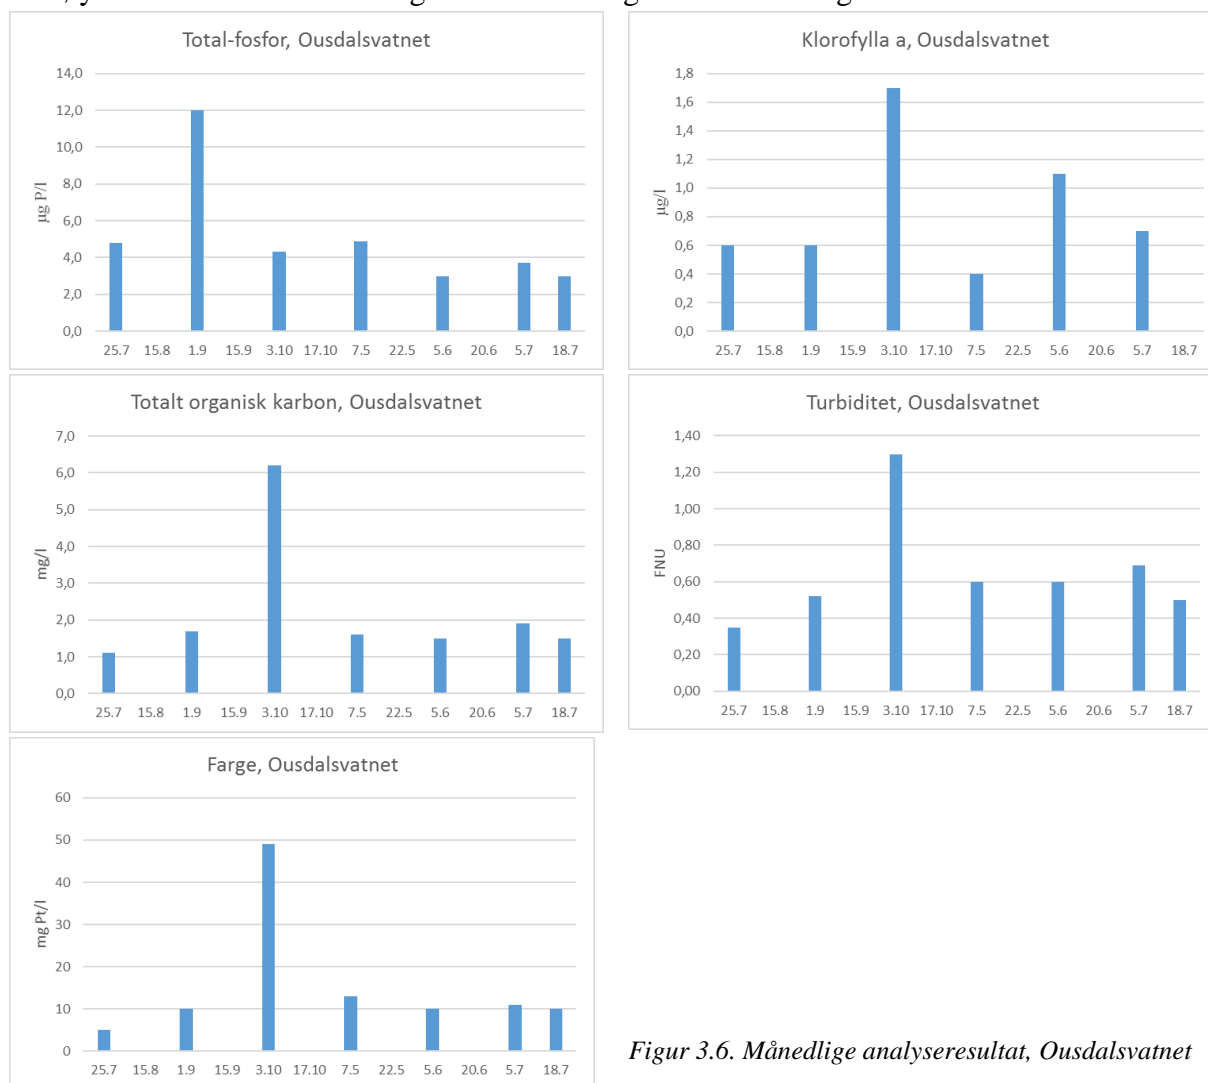 Total-fosfor, Ousdalsvatnet
14,0
12,0
10,0
8,0
6,0
4,0
2,0
0,0
µg P/l
25.7 15.8 1.9 15.9 3.10 17.10 7.5 22.5 5.6 20.6 5.7 18.7
Klorofylla a, Ousdalsvatnet
1,8
1,6
1,4
1,2
1,0
0,8
0,6
0,4
0,2
0,0
µg/l
25.7 15.8 1.9 15.9 3.10 17.10 7.5 22.5 5.6 20.6 5.7 18.7
Totalt organisk karbon, Ousdalsvatnet
7,0
6,0
5,0
4,0
3,0
2,0
1,0
0,0
mg/l
25.7 15.8 1.9 15.9 3.10 17.10 7.5 22.5 5.6 20.6 5.7 18.7
Turbiditet, Ousdalsvatnet
1,40
1,20
1,00
0,80
0,60
0,40
0,20
0,00
FNU
25.7 15.8 1.9 15.9 3.10 17.10 7.5 22.5 5.6 20.6 5.7 18.7
Farge, Ousdalsvatnet
60
50
40
30
20
10
0
mg Pt/l
25.7 15.8 1.9 15.9 3.10 17.10 7.5 22.5 5.6 20.6 5.7 18.7
Figur 3.6. Månedlige analyseresultat, Ousdalsvatnet